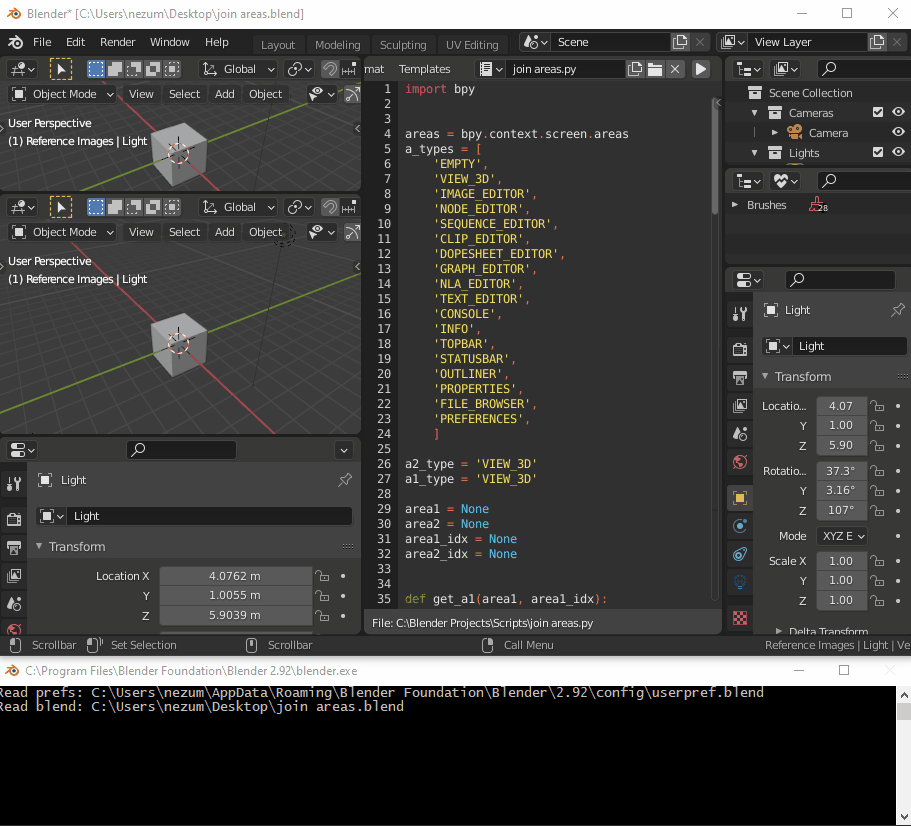 Blender* [C:\Users\nezum\Desktop\join areas.blend]
File Edit Render Window Help Layout Modeling Sculpting UV Editing Scene View Layer
Global
Object Mode View Select Add Object
User Perspective
(1) Reference Images | Light
Global
Object Mode View Select Add Object
User Perspective
(1) Reference Images | Light
Light
Light
Transform
Location X 4.0762 m
Y 1.0055 m
Z 5.9039 m
mat Templates join areas.py
1 import bpy
2
3
4 areas = bpy.context.screen.areas
5 a_types = [
6 'EMPTY',
7 'VIEW_3D',
8 'IMAGE_EDITOR',
9 'NODE_EDITOR',
10 'SEQUENCE_EDITOR',
11 'CLIP_EDITOR',
12 'DOPESHEET_EDITOR',
13 'GRAPH_EDITOR',
14 'NLA_EDITOR',
15 'TEXT_EDITOR',
16 'CONSOLE',
17 'INFO',
18 'TOPBAR',
19 'STATUSBAR',
20 'OUTLINER',
21 'PROPERTIES',
22 'FILE_BROWSER',
23 'PREFERENCES',
24 ]
25
26 a2_type = 'VIEW_3D'
27 a1_type = 'VIEW_3D'
28
29 area1 = None
30 area2 = None
31 area1_idx = None
32 area2_idx = None
33
34
35 def get_a1(area1, area1_idx):
File: C:\Blender Projects\Scripts\join areas.py
Scene Collection
Cameras
Camera
Lights
Brushes 28
Light
Light
Transform
Locatio... 4.07
Y 1.00
Z 5.90
Rotatio... 37.3°
Y 3.16°
Z 107°
Mode XYZ E
Scale X 1.00
Y 1.00
Z 1.00
Delta Transform
Scrollbar Set Selection Scrollbar Call Menu Reference Images | Light | Ve
C:\Program Files\Blender Foundation\Blender 2.92\blender.exe
Read prefs: C:\Users\nezum\AppData\Roaming\Blender Foundation\Blender\2.92\config\userpref.blend
Read blend: C:\Users\nezum\Desktop\join areas.blend